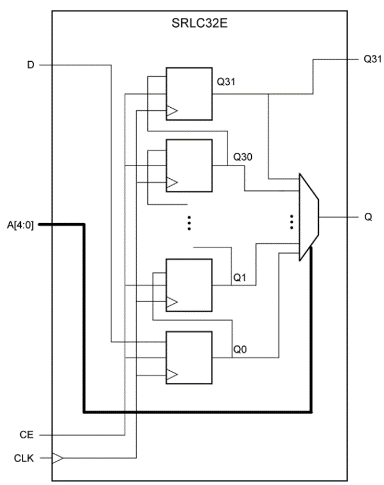 SRLC32E
Q31
D
Q31
Q30
A[4:0]
Q
Q1
Q0
CE
CLK